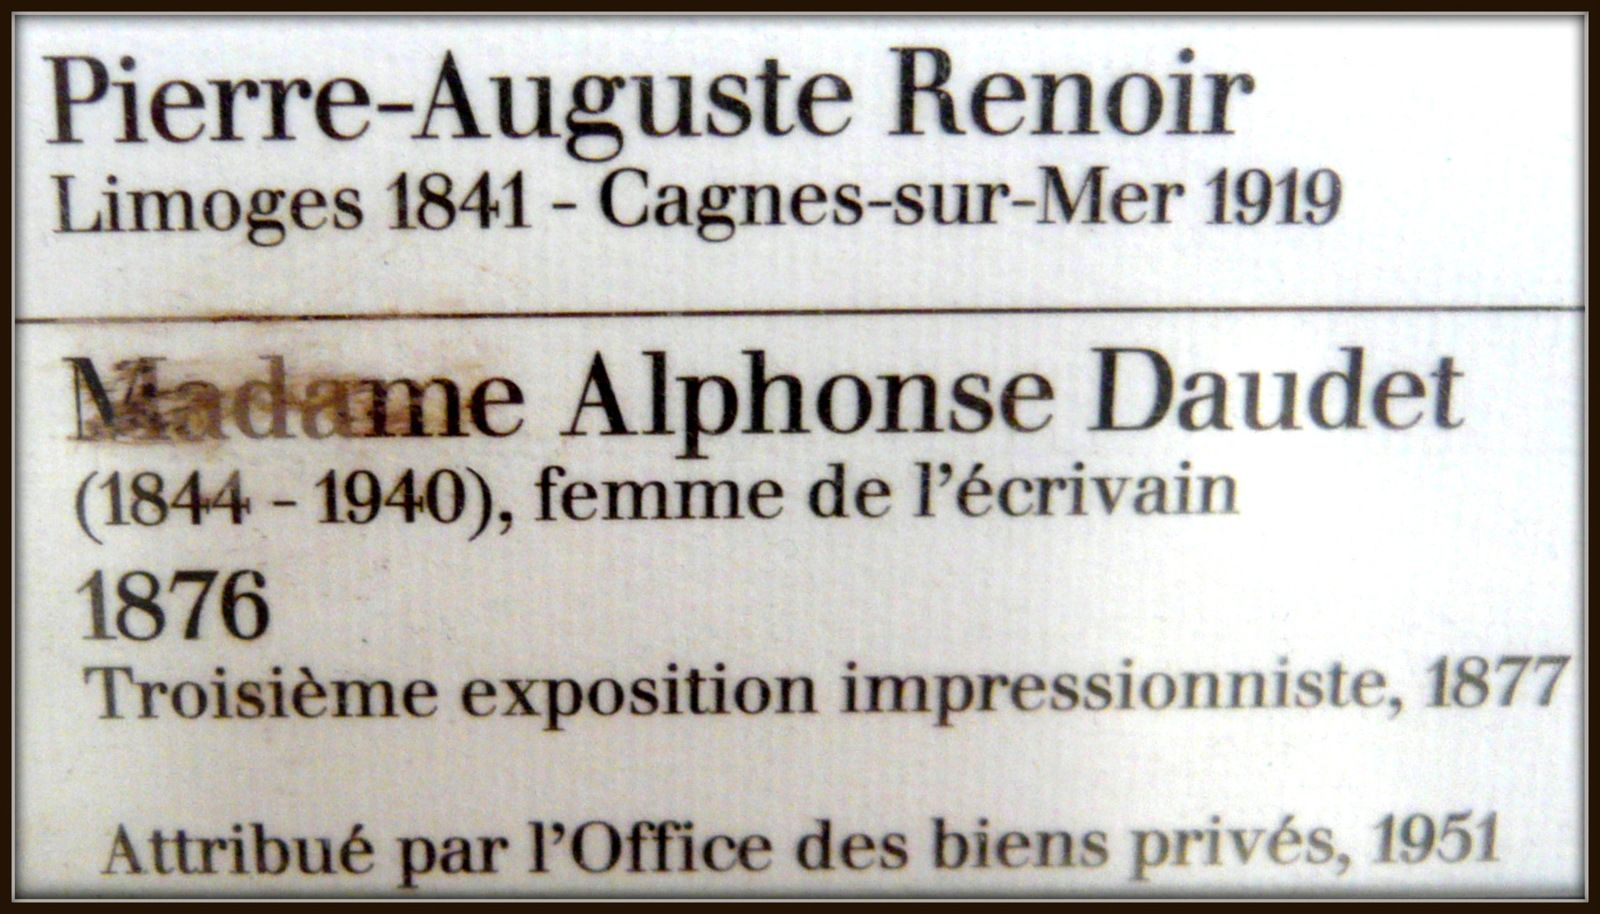 Pierre-Auguste Renoir
Limoges 1841 - Cagnes-sur-Mer 1919
Madame Alphonse Daudet
(1844 - 1940), femme de l'écrivain
1876
Troisième exposition impressionniste, 1877
Attribué par l'Office des biens privés, 1951